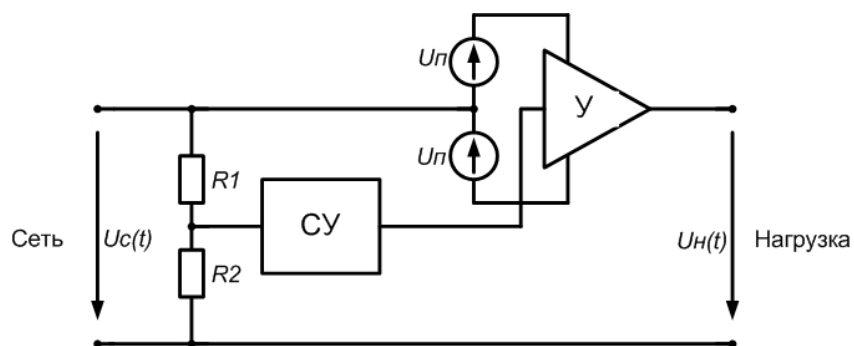 Uп
У
Uп
R1
СУ
Сеть
Uс(t)
R2
Uн(t)
Нагрузка